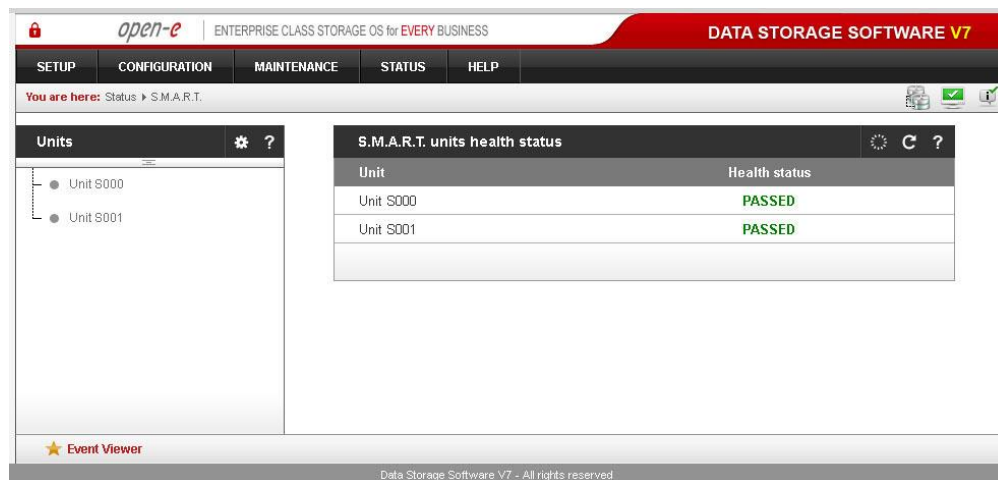 open-e ENTERPRISE CLASS STORAGE OS for EVERY BUSINESS DATA STORAGE SOFTWARE V7
SETUP CONFIGURATION MAINTENANCE STATUS HELP
You are here: Status ▸ S.M.A.R.T.
Units ?
Unit S000
Unit S001
S.M.A.R.T. units health status ?
Unit Health status
Unit S000 PASSED
Unit S001 PASSED
Event Viewer
Data Storage Software V7 - All rights reserved